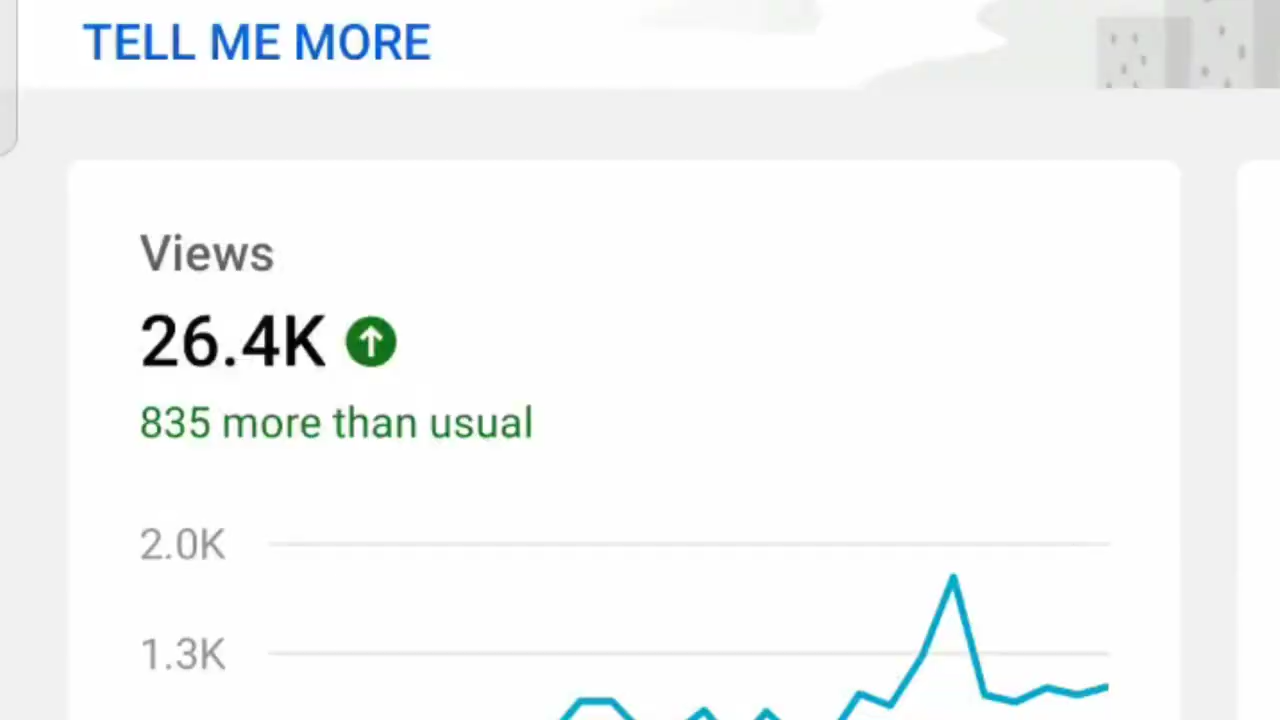 TELL ME MORE
Views
26.4K
835 more than usual
2.0K
1.3K